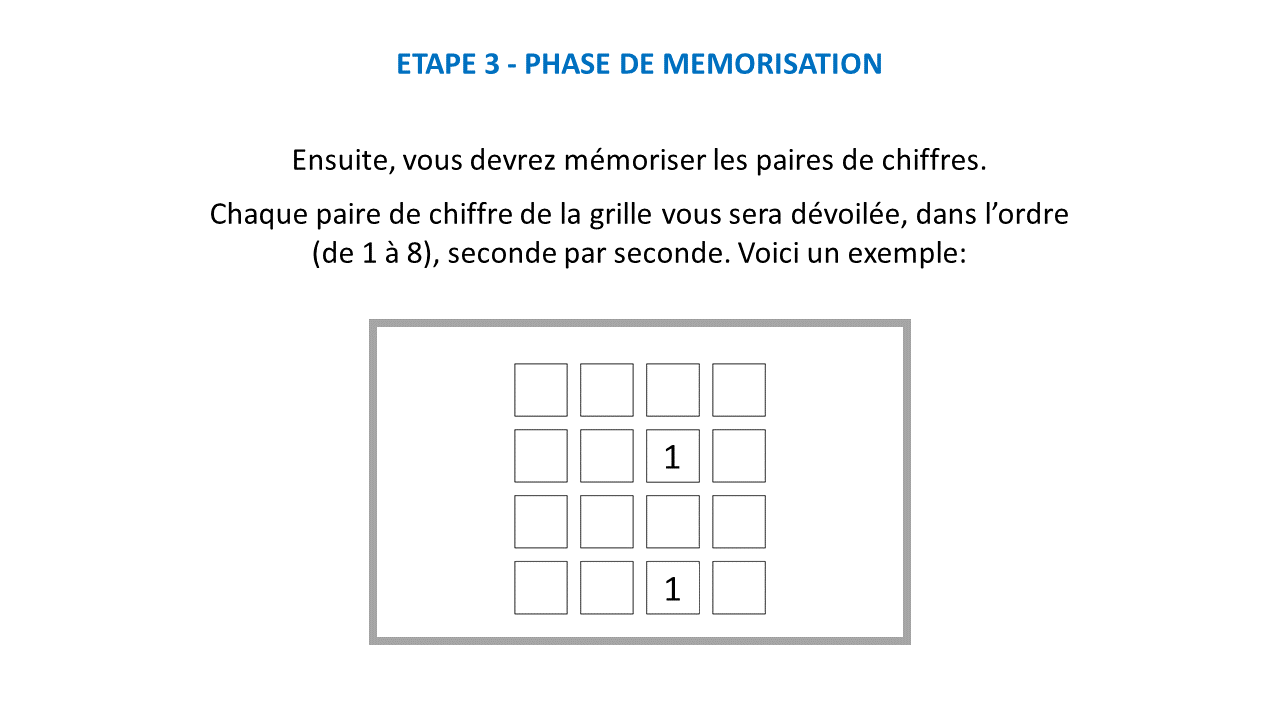 ETAPE 3 - PHASE DE MEMORISATION
Ensuite, vous devrez mémoriser les paires de chiffres.
Chaque paire de chiffre de la grille vous sera dévoilée, dans l’ordre
(de 1 à 8), seconde par seconde. Voici un exemple:
1
1